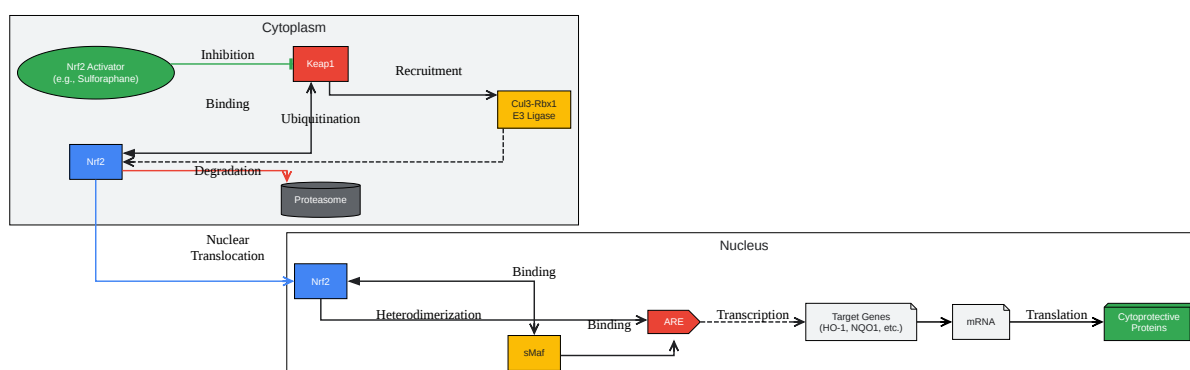 Cytoplasm
Nrf2 Activator
(e.g., Sulforaphane)
Inhibition
Keap1
Recruitment
Binding
Ubiquitination
Cul3-Rbx1
E3 Ligase
Nrf2
Degradation
Proteasome
Nuclear
Translocation
Nucleus
Nrf2
Binding
Heterodimerization
Binding
ARE
Transcription
Target Genes
(HO-1, NQO1, etc.)
mRNA
Translation
Cytoprotective
Proteins
sMaf